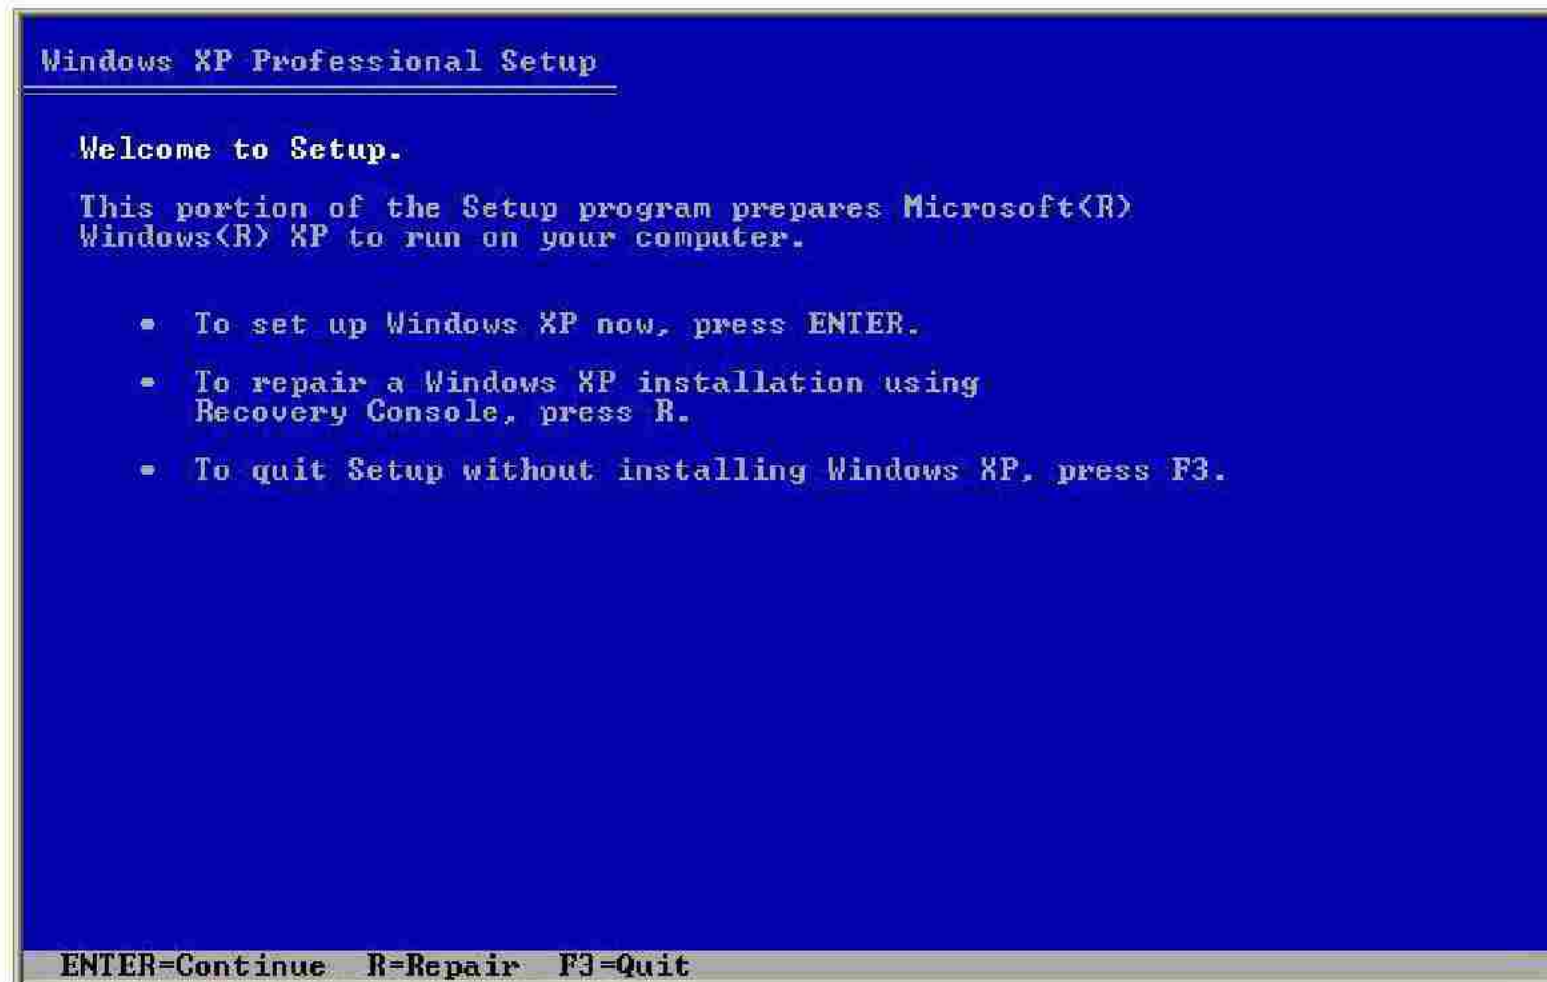 Windows XP Professional Setup
Welcome to Setup.
This portion of the Setup program prepares Microsoft(R)
Windows(R) XP to run on your computer.
• To set up Windows XP now, press ENTER.
• To repair a Windows XP installation using
Recovery Console, press R.
• To quit Setup without installing Windows XP, press F3.
ENTER=Continue R=Repair F3=Quit